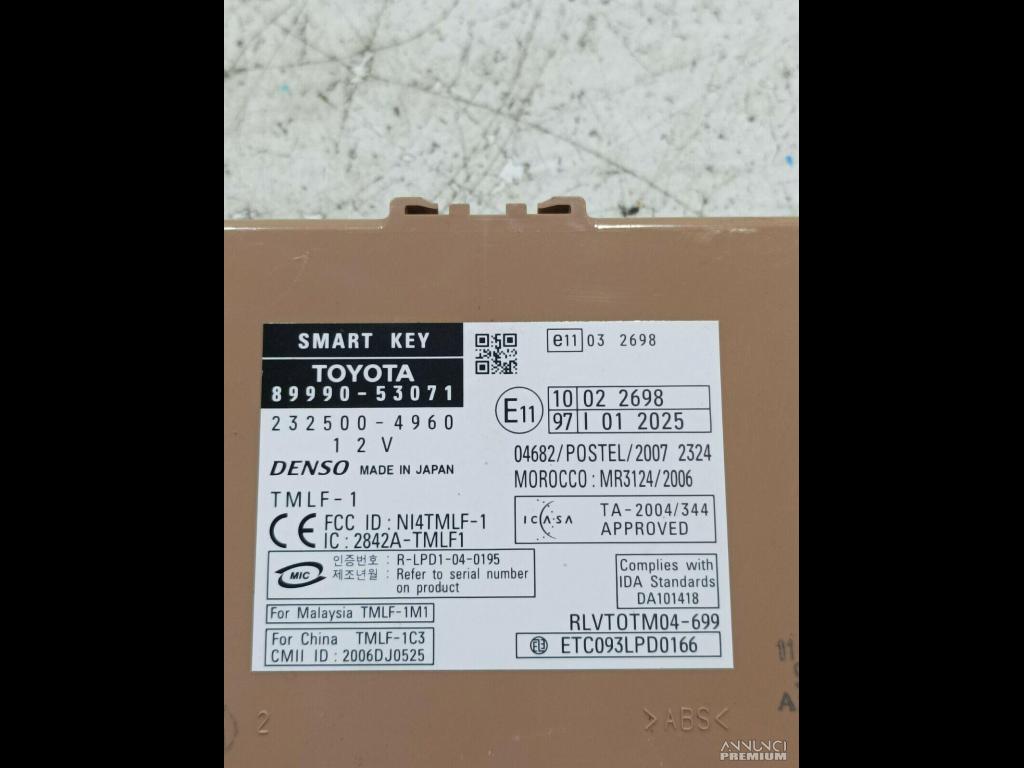 SMART KEY
TOYOTA
89990-53071
232500-4960
12V
DENSO MADE IN JAPAN
TMLF-1
CE FCC ID : NI4TMLF-1
IC : 2842A-TMLF1
MIC 인증번호 : R-LPD1-04-0195
제조년월 : Refer to serial number
on product
For Malaysia TMLF-1M1
For China TMLF-1C3
CMII ID : 2006DJ0525
e11 03 2698
E11 10 02 2698
97 I 01 2025
04682/POSTEL/2007 2324
MOROCCO : MR3124/2006
ICASA TA-2004/344
APPROVED
Complies with
IDA Standards
DA101418
RLVTOTM04-699
ETC093LPD0166
2
>ABS<
A
ANNUNCI
PREMIUM